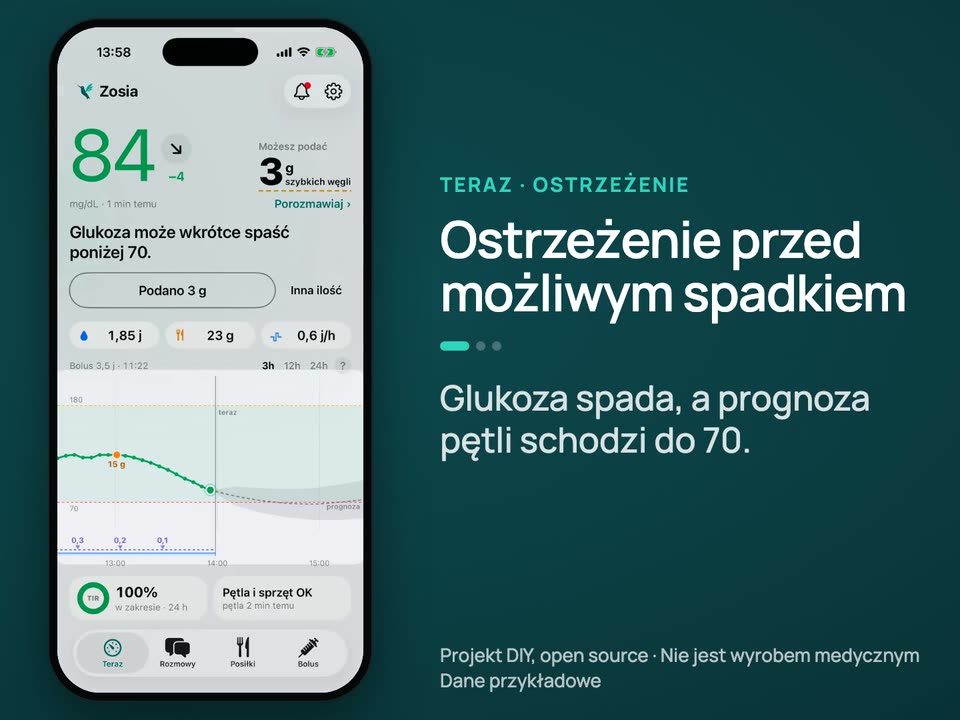 13:58
Zosia
84
−4
mg/dL · 1 min temu
Możesz podać
3 g szybkich węgli
Porozmawiaj ›
Glukoza może wkrótce spaść
poniżej 70.
Podano 3 g
Inna ilość
1,85 j
23 g
0,6 j/h
Bolus 3,5 j · 11:22
3h 12h 24h ?
180
teraz
15 g
70
prognoza
0,3 0,2 0,1
13:00 14:00 15:00
TIR
100%
w zakresie · 24 h
Pętla i sprzęt OK
pętla 2 min temu
Teraz Rozmowy Posiłki Bolus
TERAZ · OSTRZEŻENIE
Ostrzeżenie przed
możliwym spadkiem
Glukoza spada, a prognoza
pętli schodzi do 70.
Projekt DIY, open source · Nie jest wyrobem medycznym
Dane przykładowe